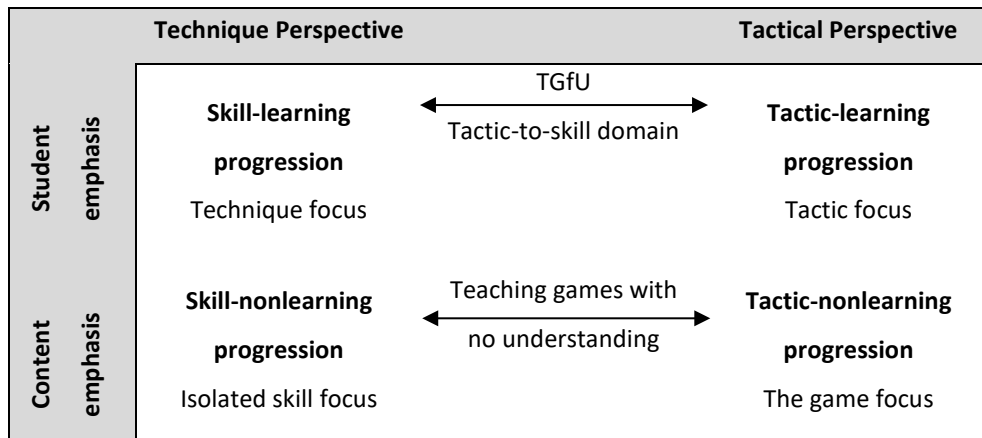 Technique Perspective
Tactical Perspective
Student
emphasis
Skill-learning
progression
Technique focus
TGfU
Tactic-to-skill domain
Tactic-learning
progression
Tactic focus
Content
emphasis
Skill-nonlearning
progression
Isolated skill focus
Teaching games with
no understanding
Tactic-nonlearning
progression
The game focus